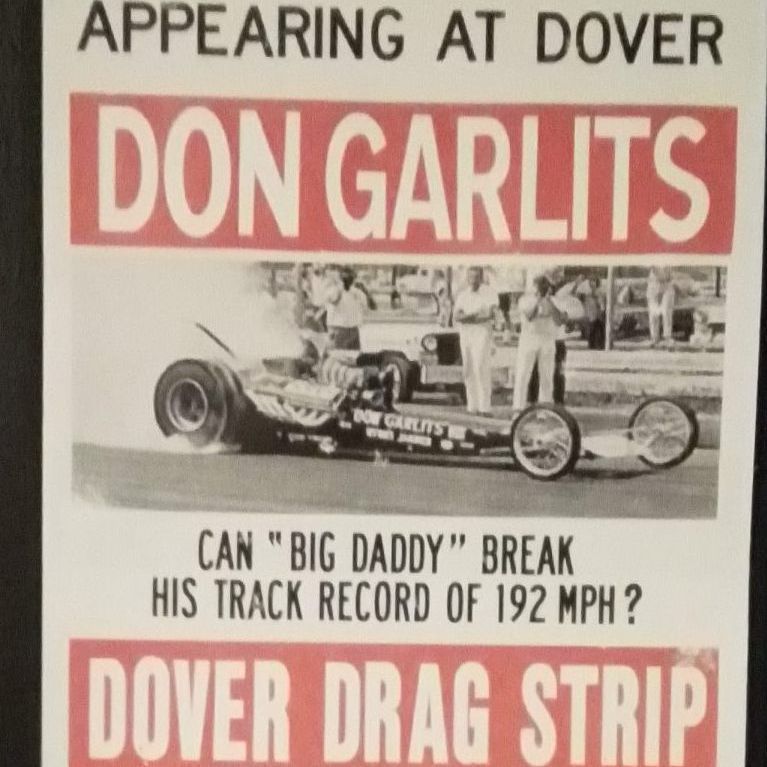 APPEARING AT DOVER
DON GARLITS
DON GARLITS
CAN "BIG DADDY" BREAK
HIS TRACK RECORD OF 192 MPH?
DOVER DRAG STRIP